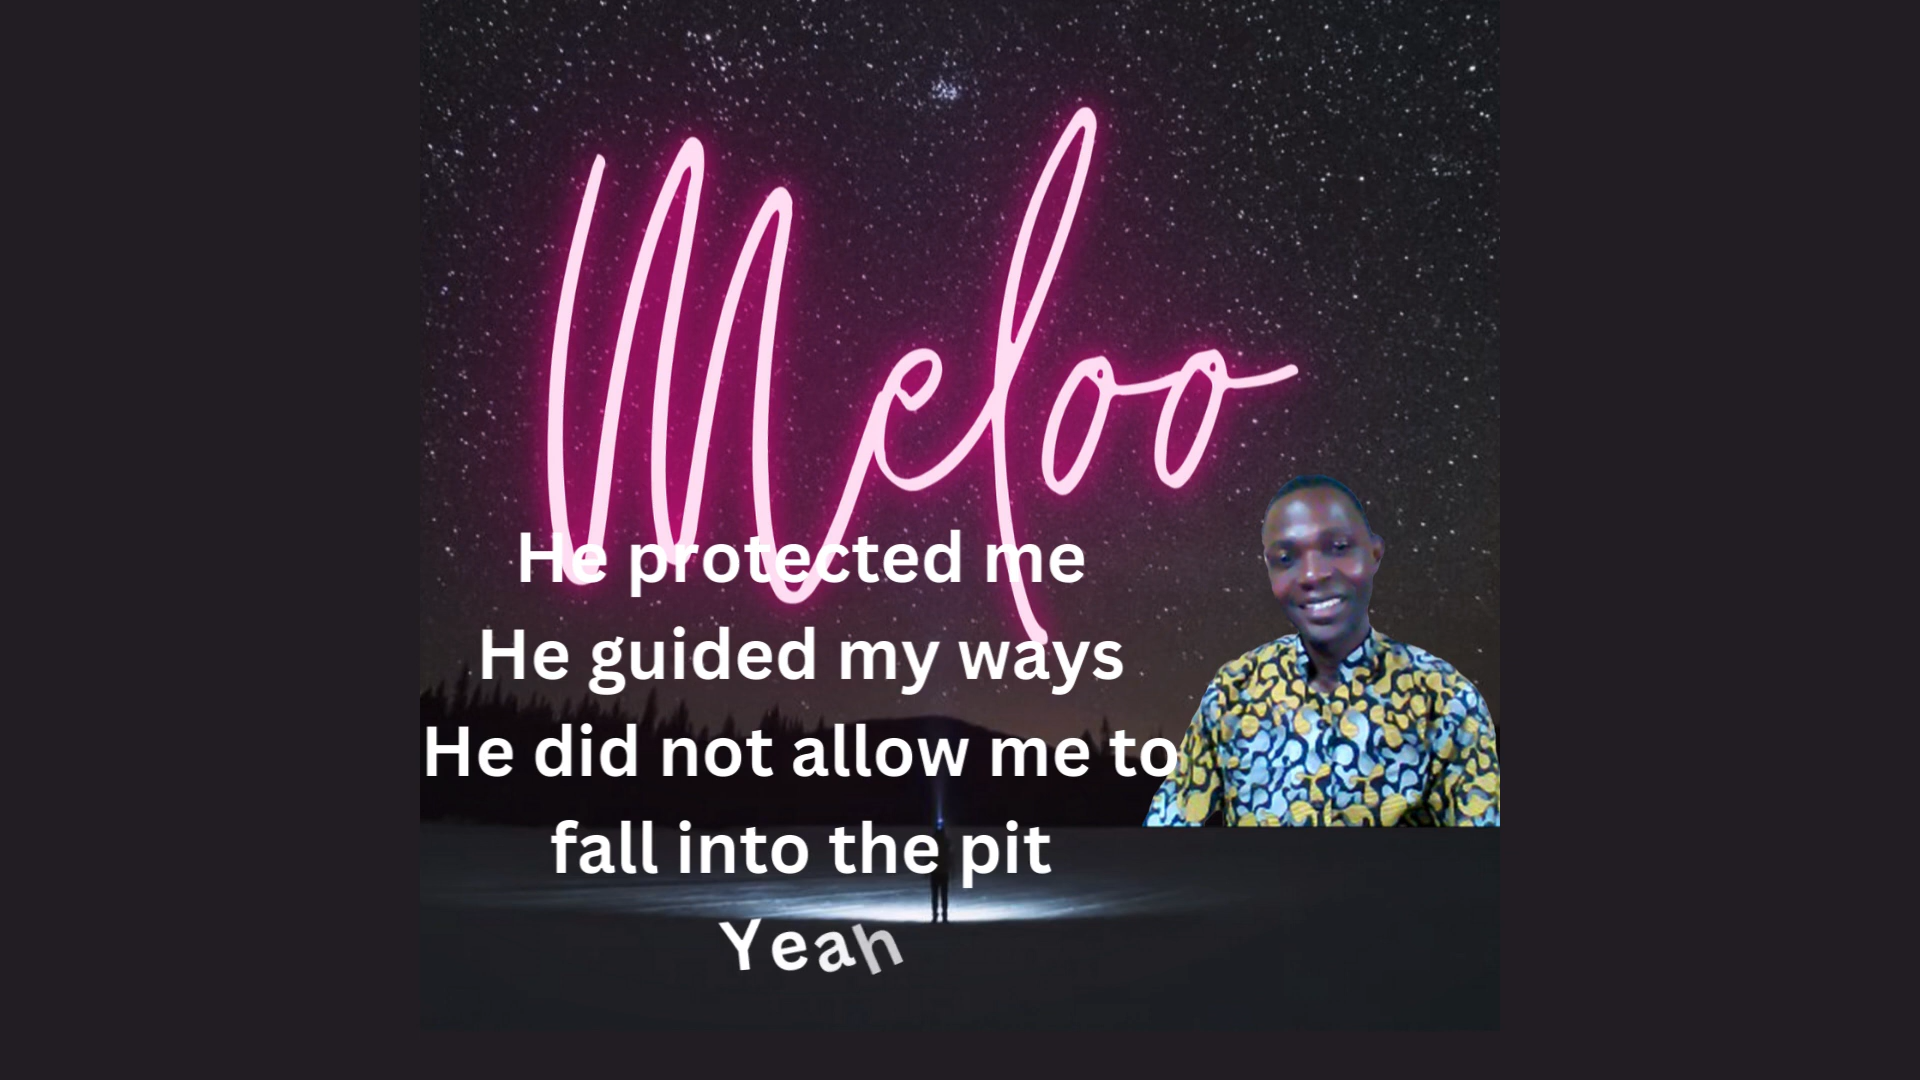 Meloo
He protected me
He guided my ways
He did not allow me to
fall into the pit
Yeah